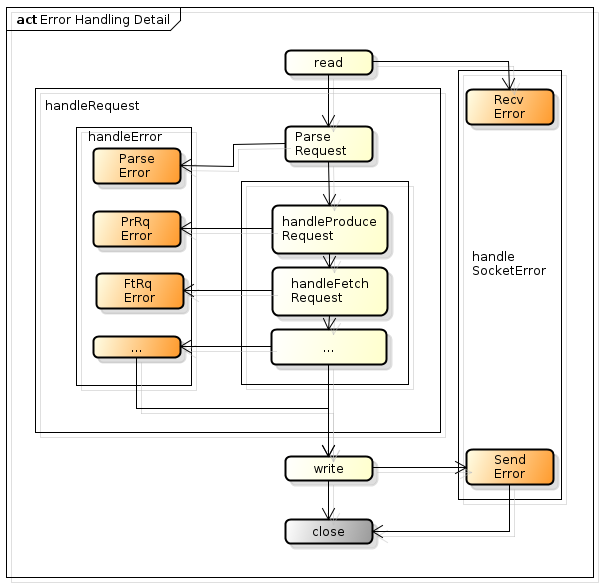 act Error Handling Detail
read
Recv
Error
handleRequest
handleError
Parse
Request
Parse
Error
handleProduce
Request
PrRq
Error
handle
SocketError
handleFetch
Request
FtRq
Error
...
...
write
Send
Error
close